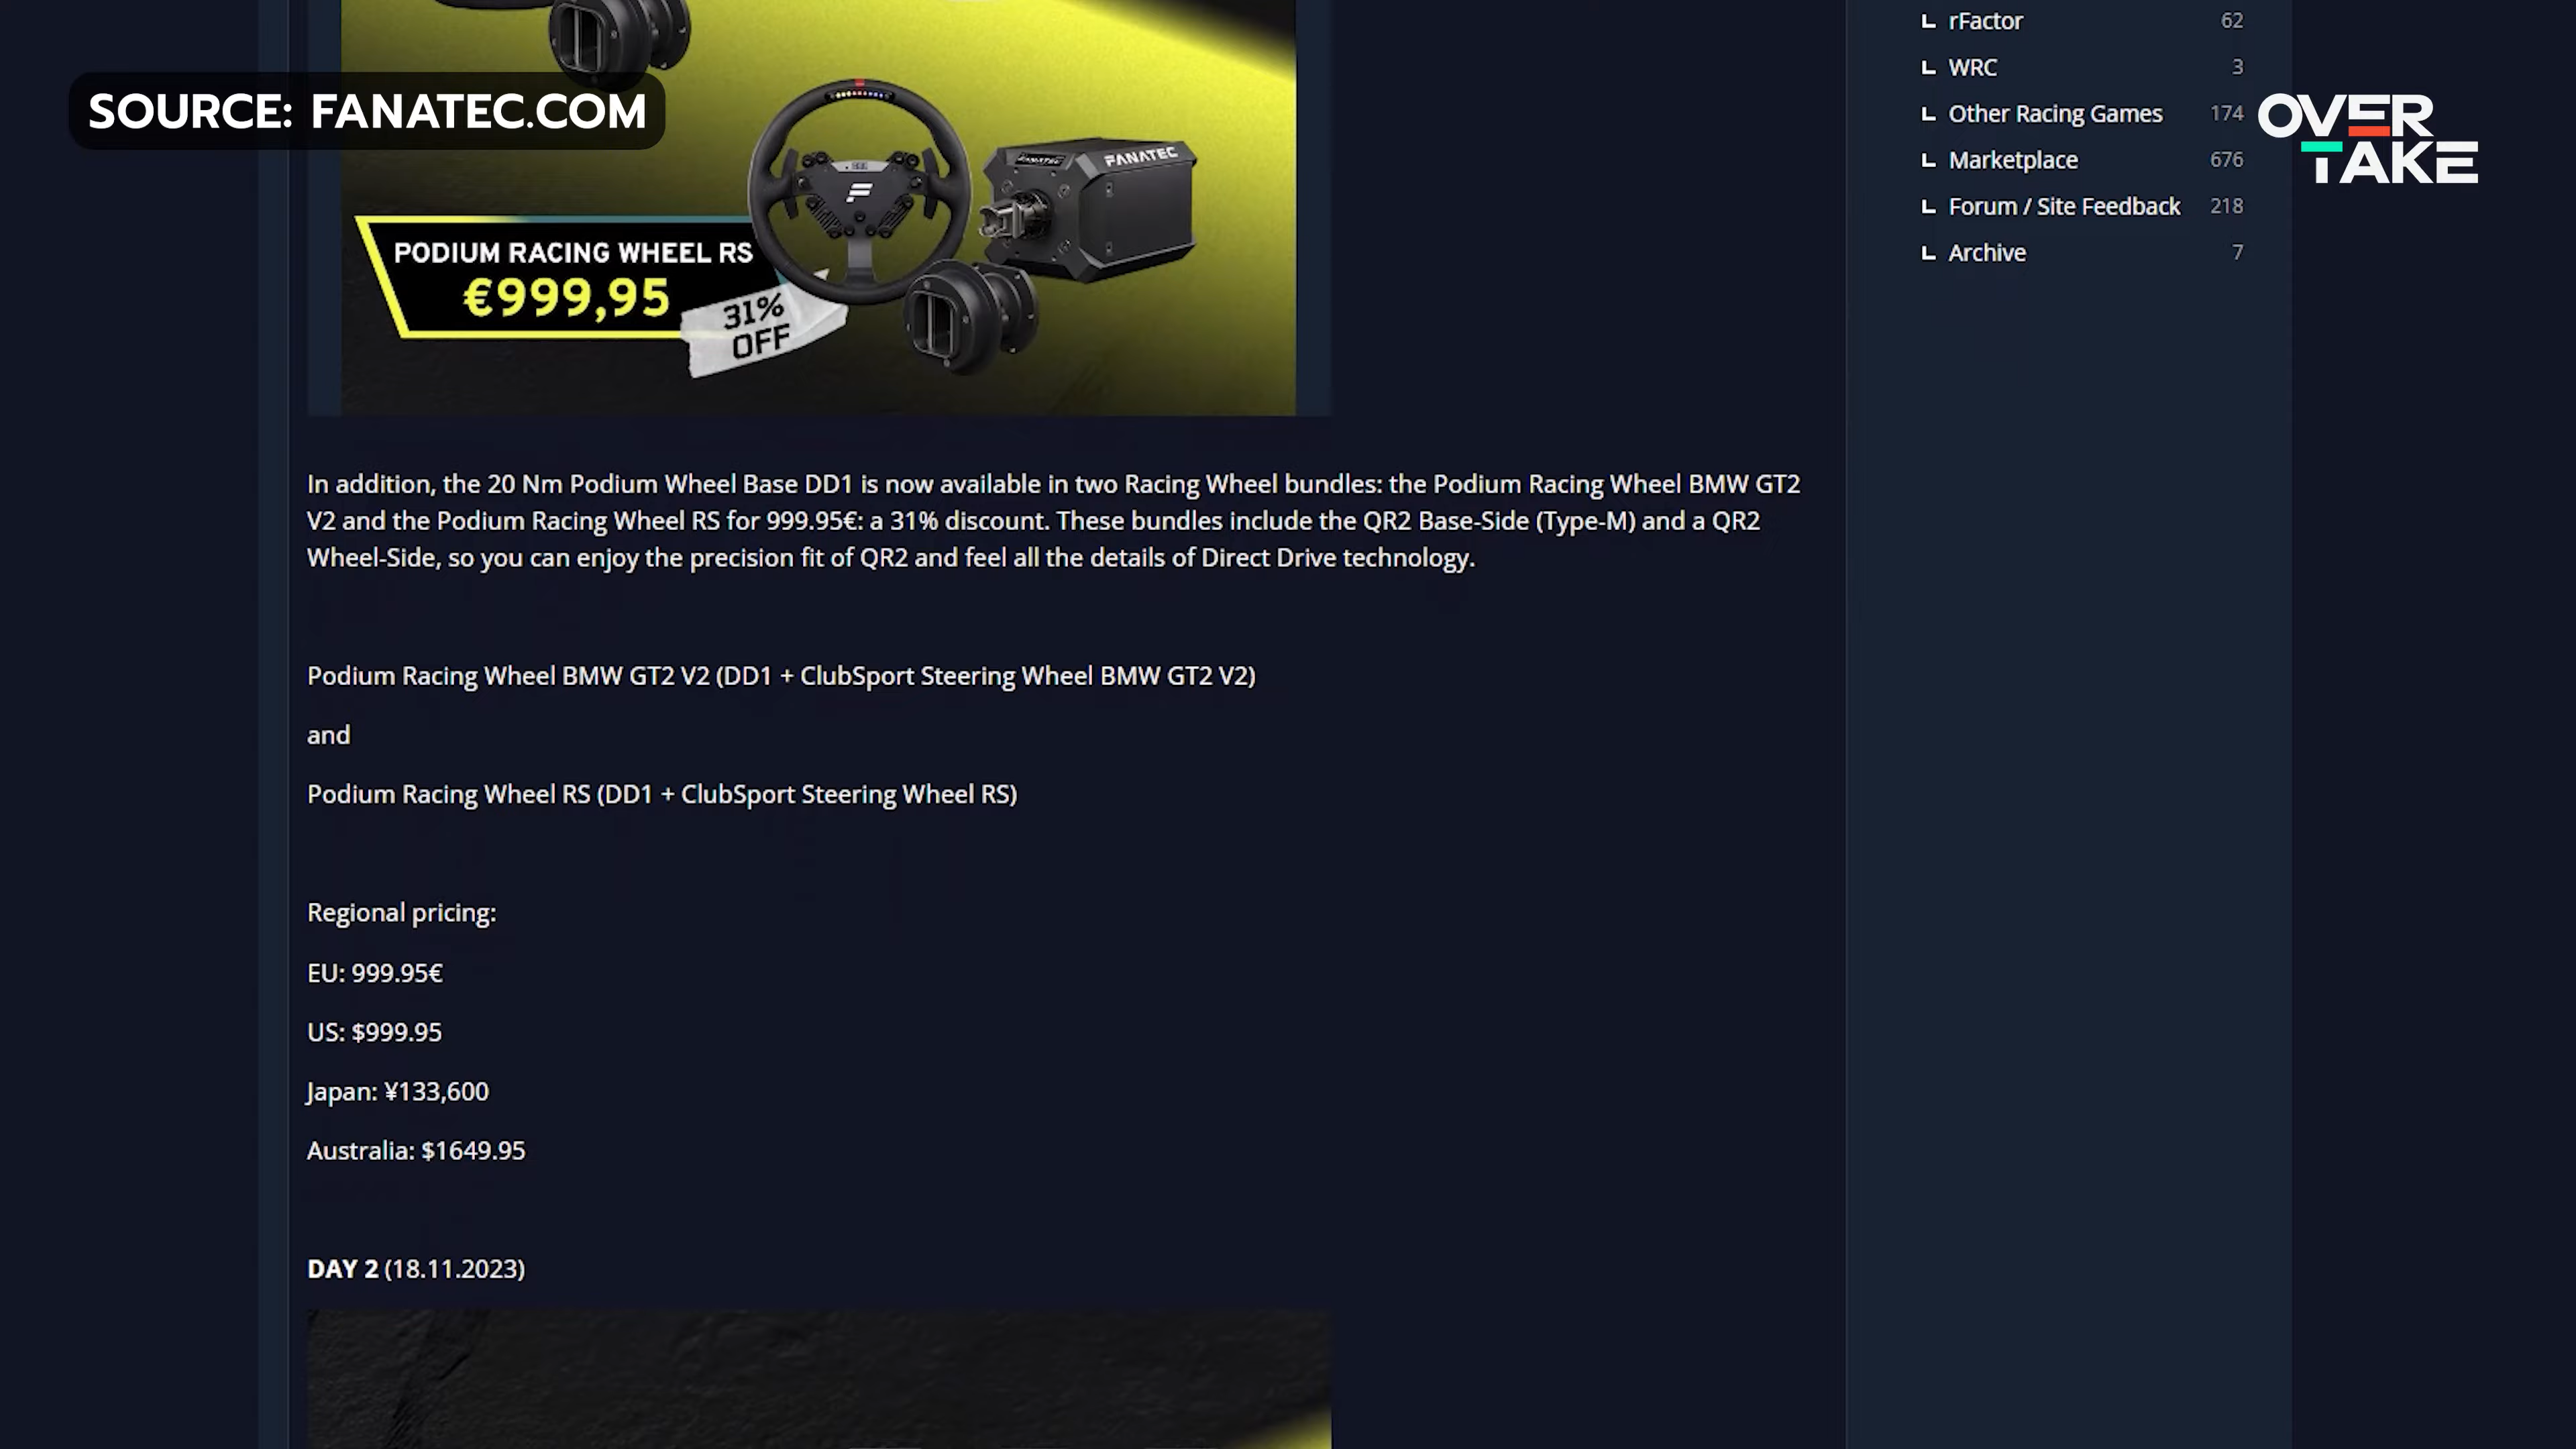 SOURCE: FANATEC.COM
PODIUM RACING WHEEL RS
€999,95
31%
OFF
FANATEC
FANATEC
rFactor 62
WRC 3
Other Racing Games 174
Marketplace 676
Forum / Site Feedback 218
Archive 7
OVER
TAKE
In addition, the 20 Nm Podium Wheel Base DD1 is now available in two Racing Wheel bundles: the Podium Racing Wheel BMW GT2
V2 and the Podium Racing Wheel RS for 999.95€: a 31% discount. These bundles include the QR2 Base-Side (Type-M) and a QR2
Wheel-Side, so you can enjoy the precision fit of QR2 and feel all the details of Direct Drive technology.
Podium Racing Wheel BMW GT2 V2 (DD1 + ClubSport Steering Wheel BMW GT2 V2)
and
Podium Racing Wheel RS (DD1 + ClubSport Steering Wheel RS)
Regional pricing:
EU: 999.95€
US: $999.95
Japan: ¥133,600
Australia: $1649.95
DAY 2 (18.11.2023)